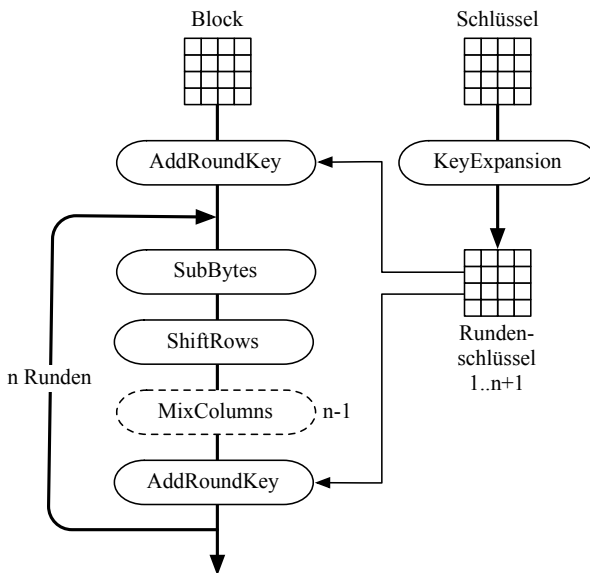 Block
Schlüssel
AddRoundKey
KeyExpansion
SubBytes
ShiftRows
Runden-
schlüssel
1..n+1
n Runden
MixColumns
n-1
AddRoundKey